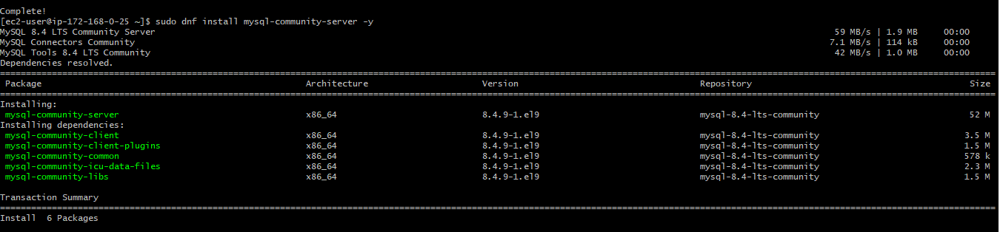 Complete!
[ec2-user@ip-172-168-0-25 ~]$ sudo dnf install mysql-community-server -y
MySQL 8.4 LTS Community Server 59 MB/s | 1.9 MB 00:00
MySQL Connectors Community 7.1 MB/s | 114 kB 00:00
MySQL Tools 8.4 LTS Community 42 MB/s | 1.0 MB 00:00
Dependencies resolved.
================================================================================
Package Architecture Version Repository Size
================================================================================
Installing:
mysql-community-server x86_64 8.4.9-1.el9 mysql-8.4-lts-community 52 M
Installing dependencies:
mysql-community-client x86_64 8.4.9-1.el9 mysql-8.4-lts-community 3.5 M
mysql-community-client-plugins x86_64 8.4.9-1.el9 mysql-8.4-lts-community 1.5 M
mysql-community-common x86_64 8.4.9-1.el9 mysql-8.4-lts-community 578 k
mysql-community-icu-data-files x86_64 8.4.9-1.el9 mysql-8.4-lts-community 2.3 M
mysql-community-libs x86_64 8.4.9-1.el9 mysql-8.4-lts-community 1.5 M
Transaction Summary
================================================================================
Install 6 Packages